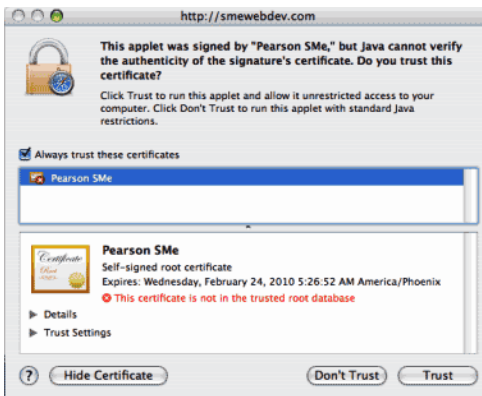 http://smewebdev.com
This applet was signed by "Pearson SMe," but Java cannot verify
the authenticity of the signature's certificate. Do you trust this
certificate?
Click Trust to run this applet and allow it unrestricted access to your
computer. Click Don't Trust to run this applet with standard Java
restrictions.
Always trust these certificates
Pearson SMe
Certificate
Root
Pearson SMe
Self-signed root certificate
Expires: Wednesday, February 24, 2010 5:26:52 AM America/Phoenix
This certificate is not in the trusted root database
Details
Trust Settings
? Hide Certificate Don't Trust Trust